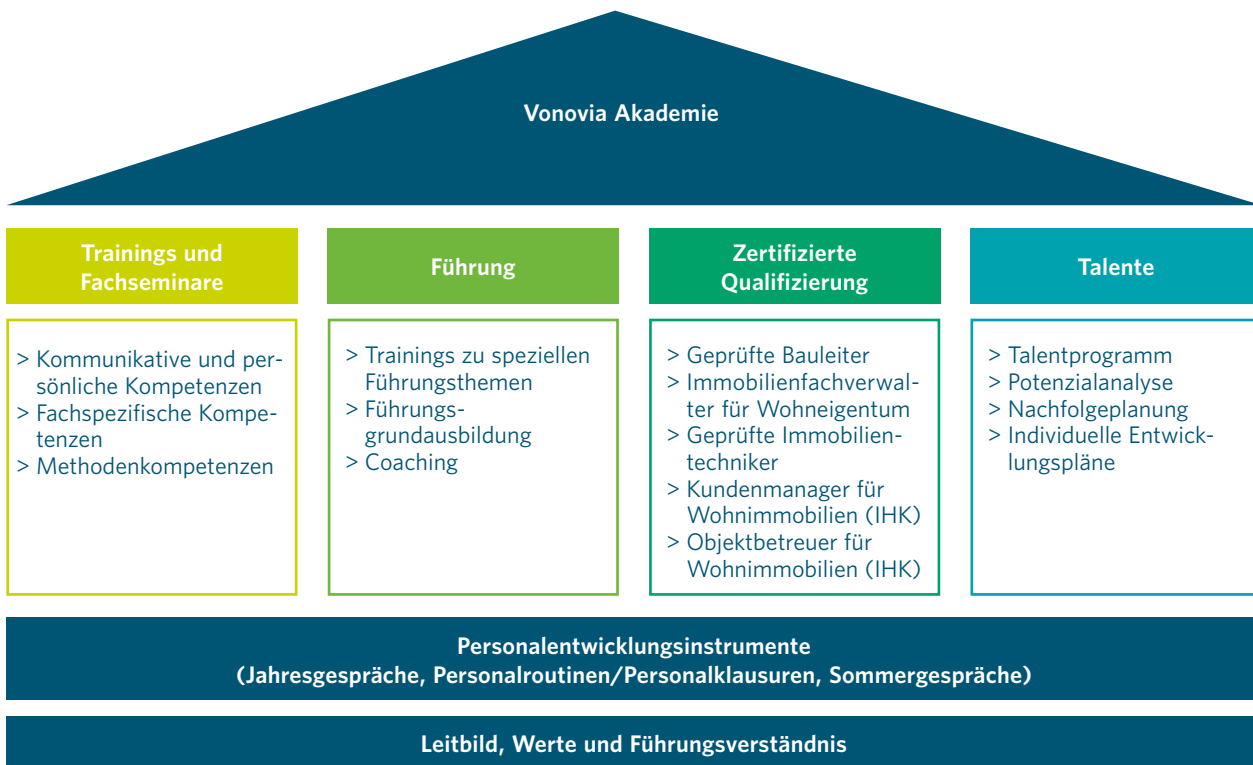 Vonovia Akademie
Trainings und
Fachseminare
> Kommunikative und per-
sönliche Kompetenzen
> Fachspezifische Kompe-
tenzen
> Methodenkompetenzen
Führung
> Trainings zu speziellen
Führungsthemen
> Führungs-
grundausbildung
> Coaching
Zertifizierte
Qualifizierung
> Geprüfte Bauleiter
> Immobilienfachverwal-
ter für Wohneigentum
> Geprüfte Immobilien-
techniker
> Kundenmanager für
Wohnimmobilien (IHK)
> Objektbetreuer für
Wohnimmobilien (IHK)
Talente
> Talentprogramm
> Potenzialanalyse
> Nachfolgeplanung
> Individuelle Entwick-
lungspläne
Personalentwicklungsinstrumente
(Jahresgespräche, Personalroutinen/Personalklausuren, Sommergespräche)
Leitbild, Werte und Führungsverständnis